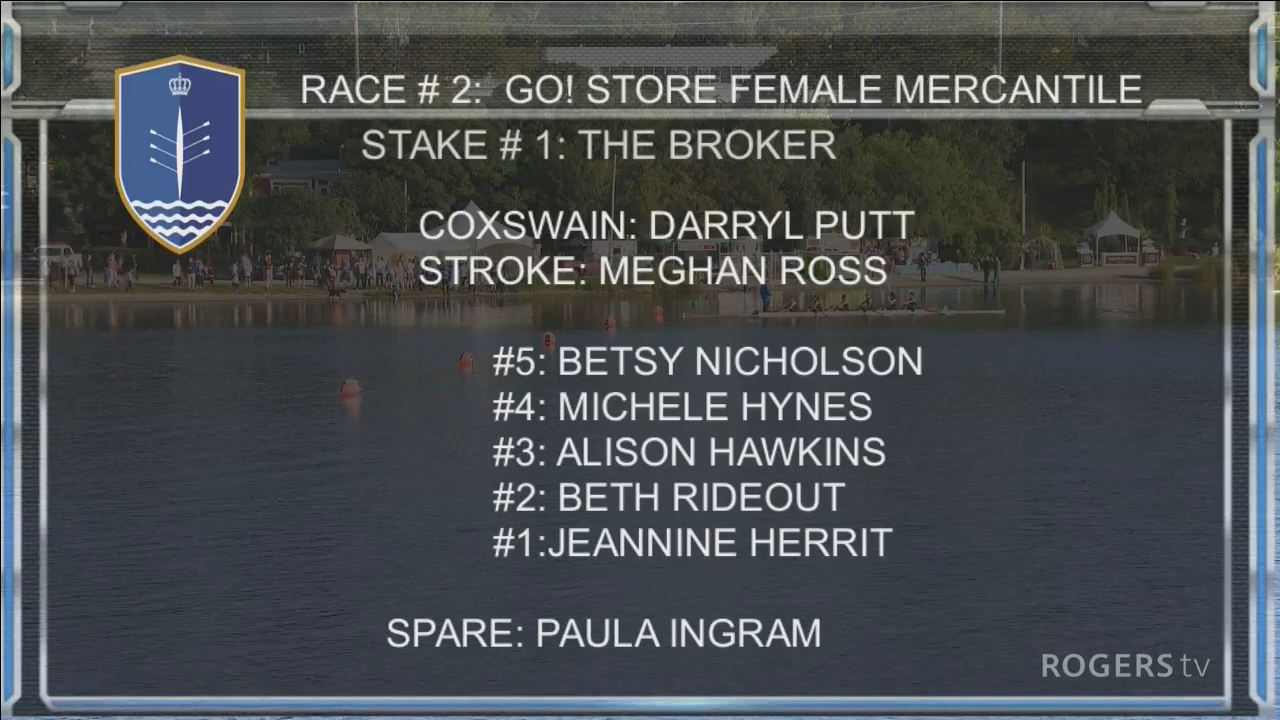 RACE # 2: GO! STORE FEMALE MERCANTILE
STAKE # 1: THE BROKER
COXSWAIN: DARRYL PUTT
STROKE: MEGHAN ROSS
#5: BETSY NICHOLSON
#4: MICHELE HYNES
#3: ALISON HAWKINS
#2: BETH RIDEOUT
#1:JEANNINE HERRIT
SPARE: PAULA INGRAM
ROGERS tv